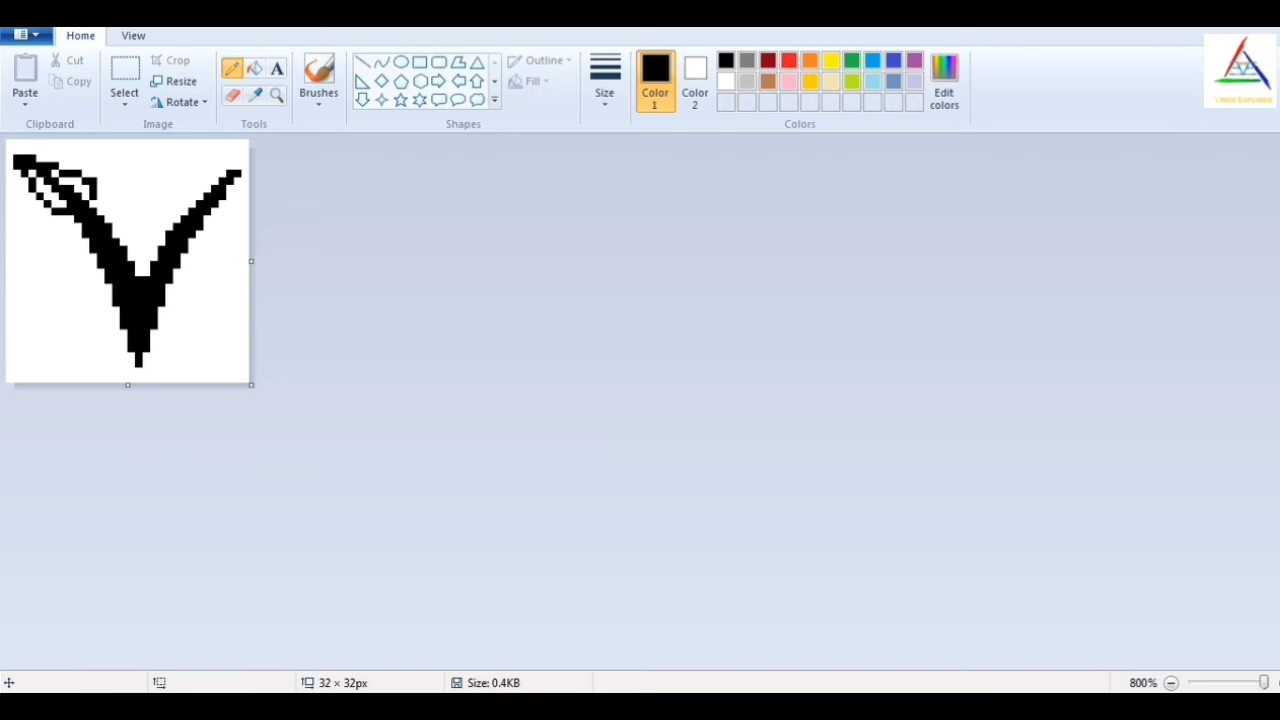 Home View
Paste
Cut
Copy
Clipboard
Select
Crop
Resize
Rotate
Image
A
Tools
Brushes
Outline
Fill
Shapes
Size
Color
1
Color
2
Edit
colors
Colors
V
32 × 32px
Size: 0.4KB
800%